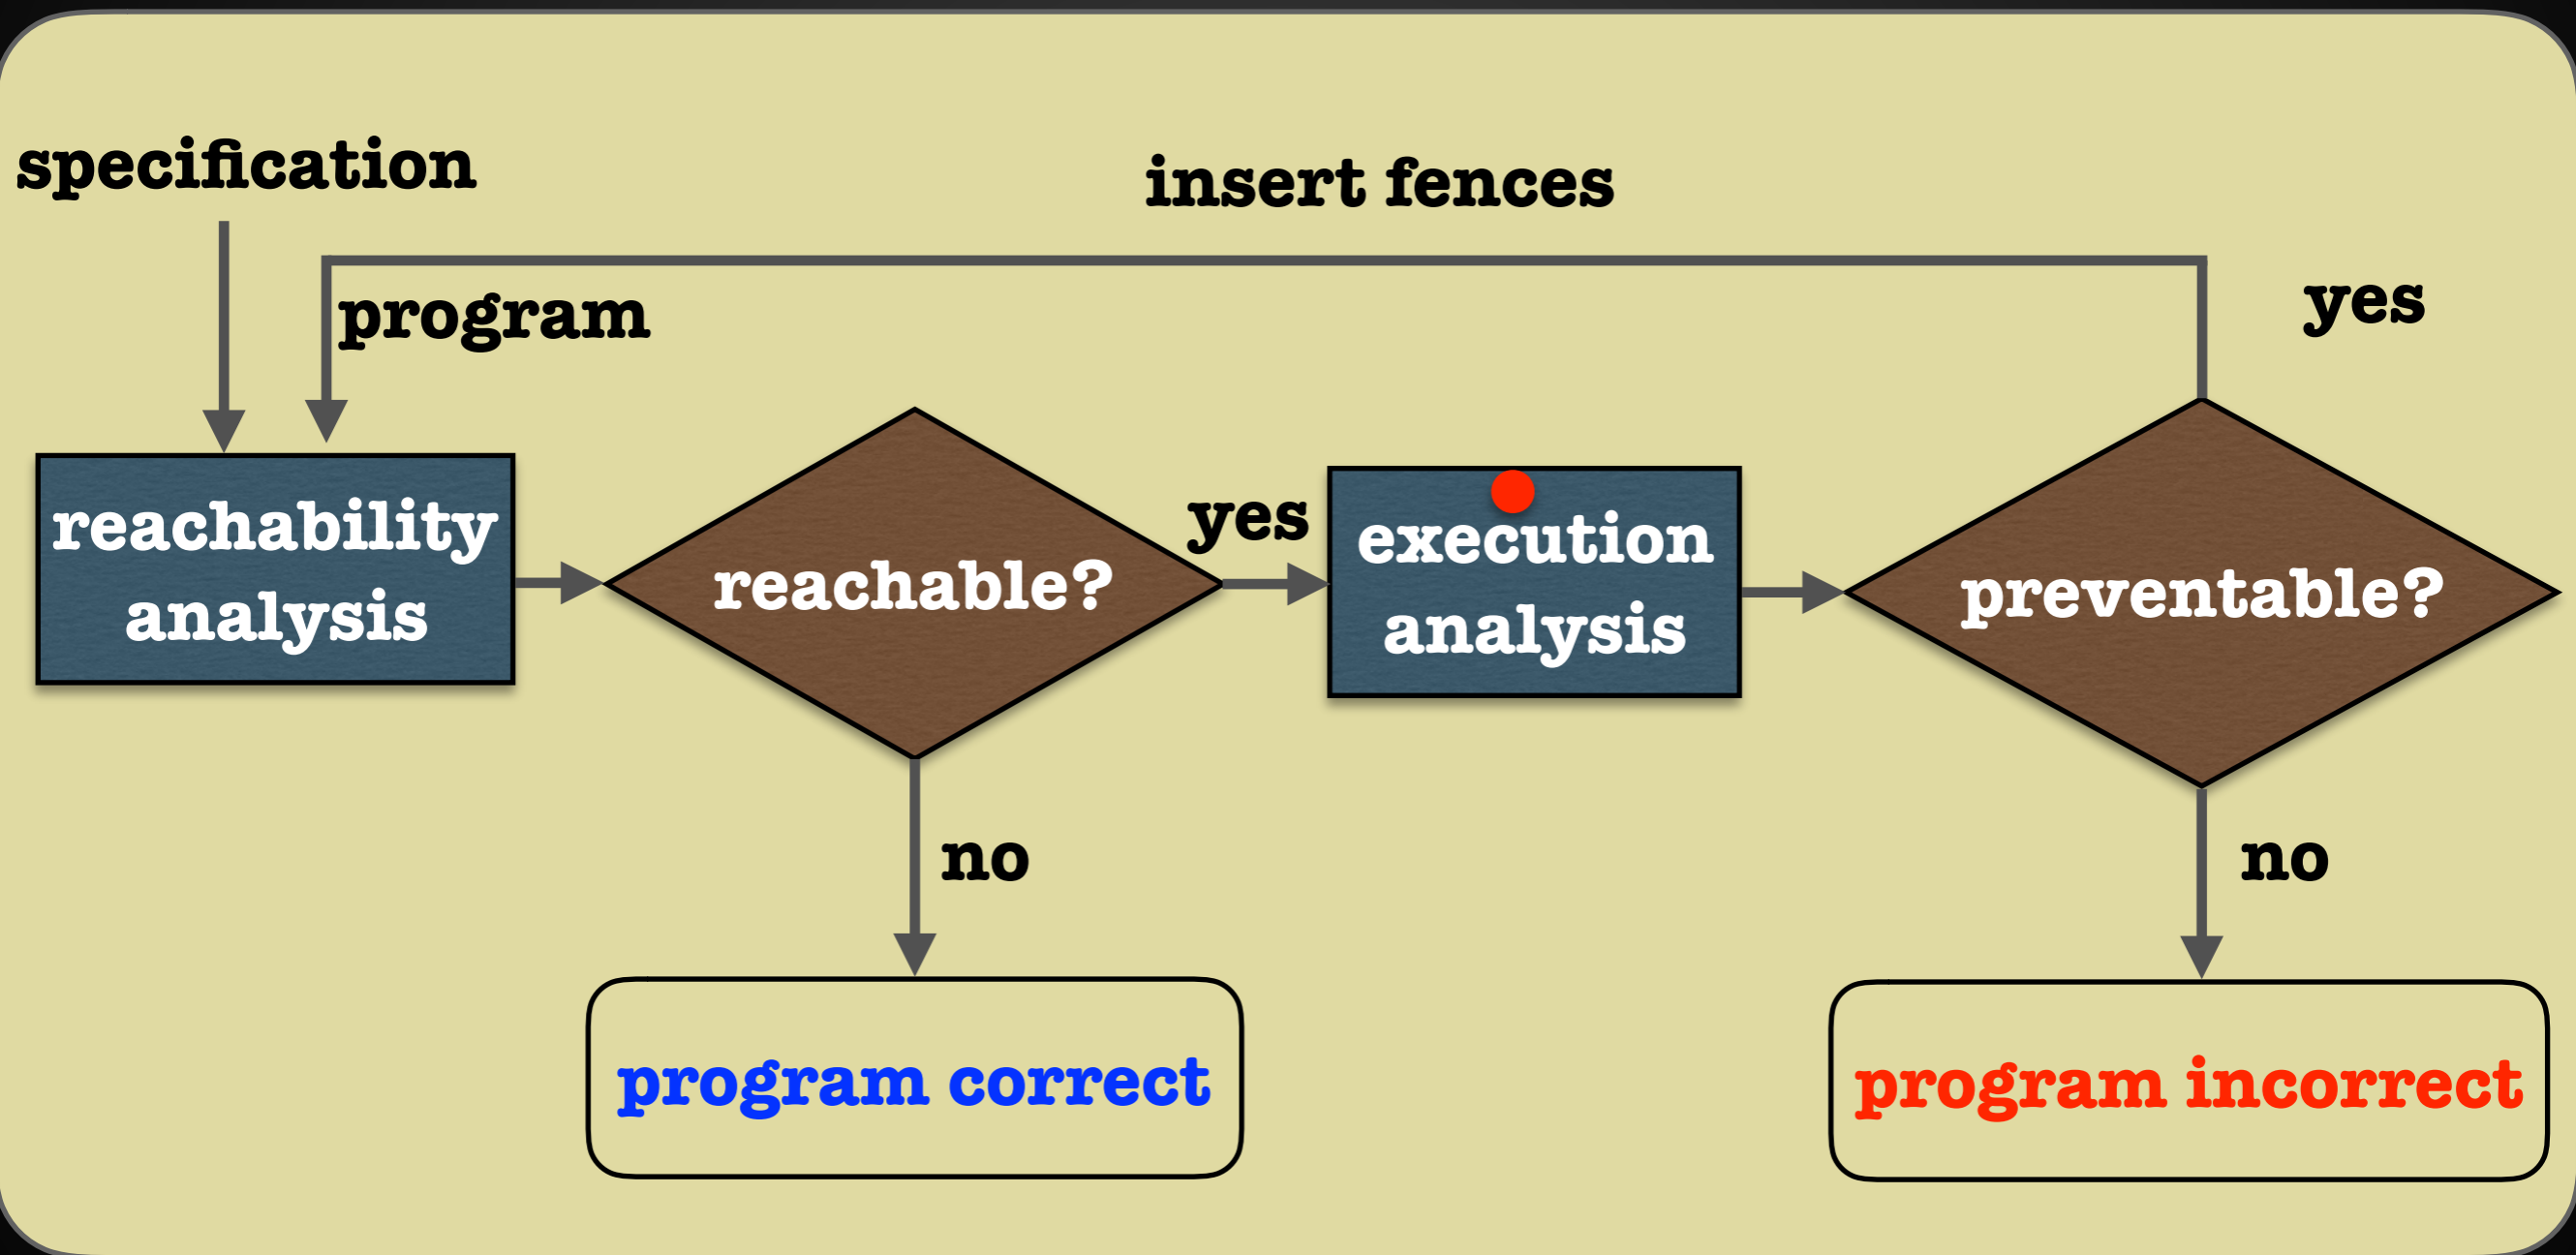 specification
insert fences
program
yes
reachability
analysis
reachable?
yes
execution
analysis
preventable?
no
no
program correct
program incorrect